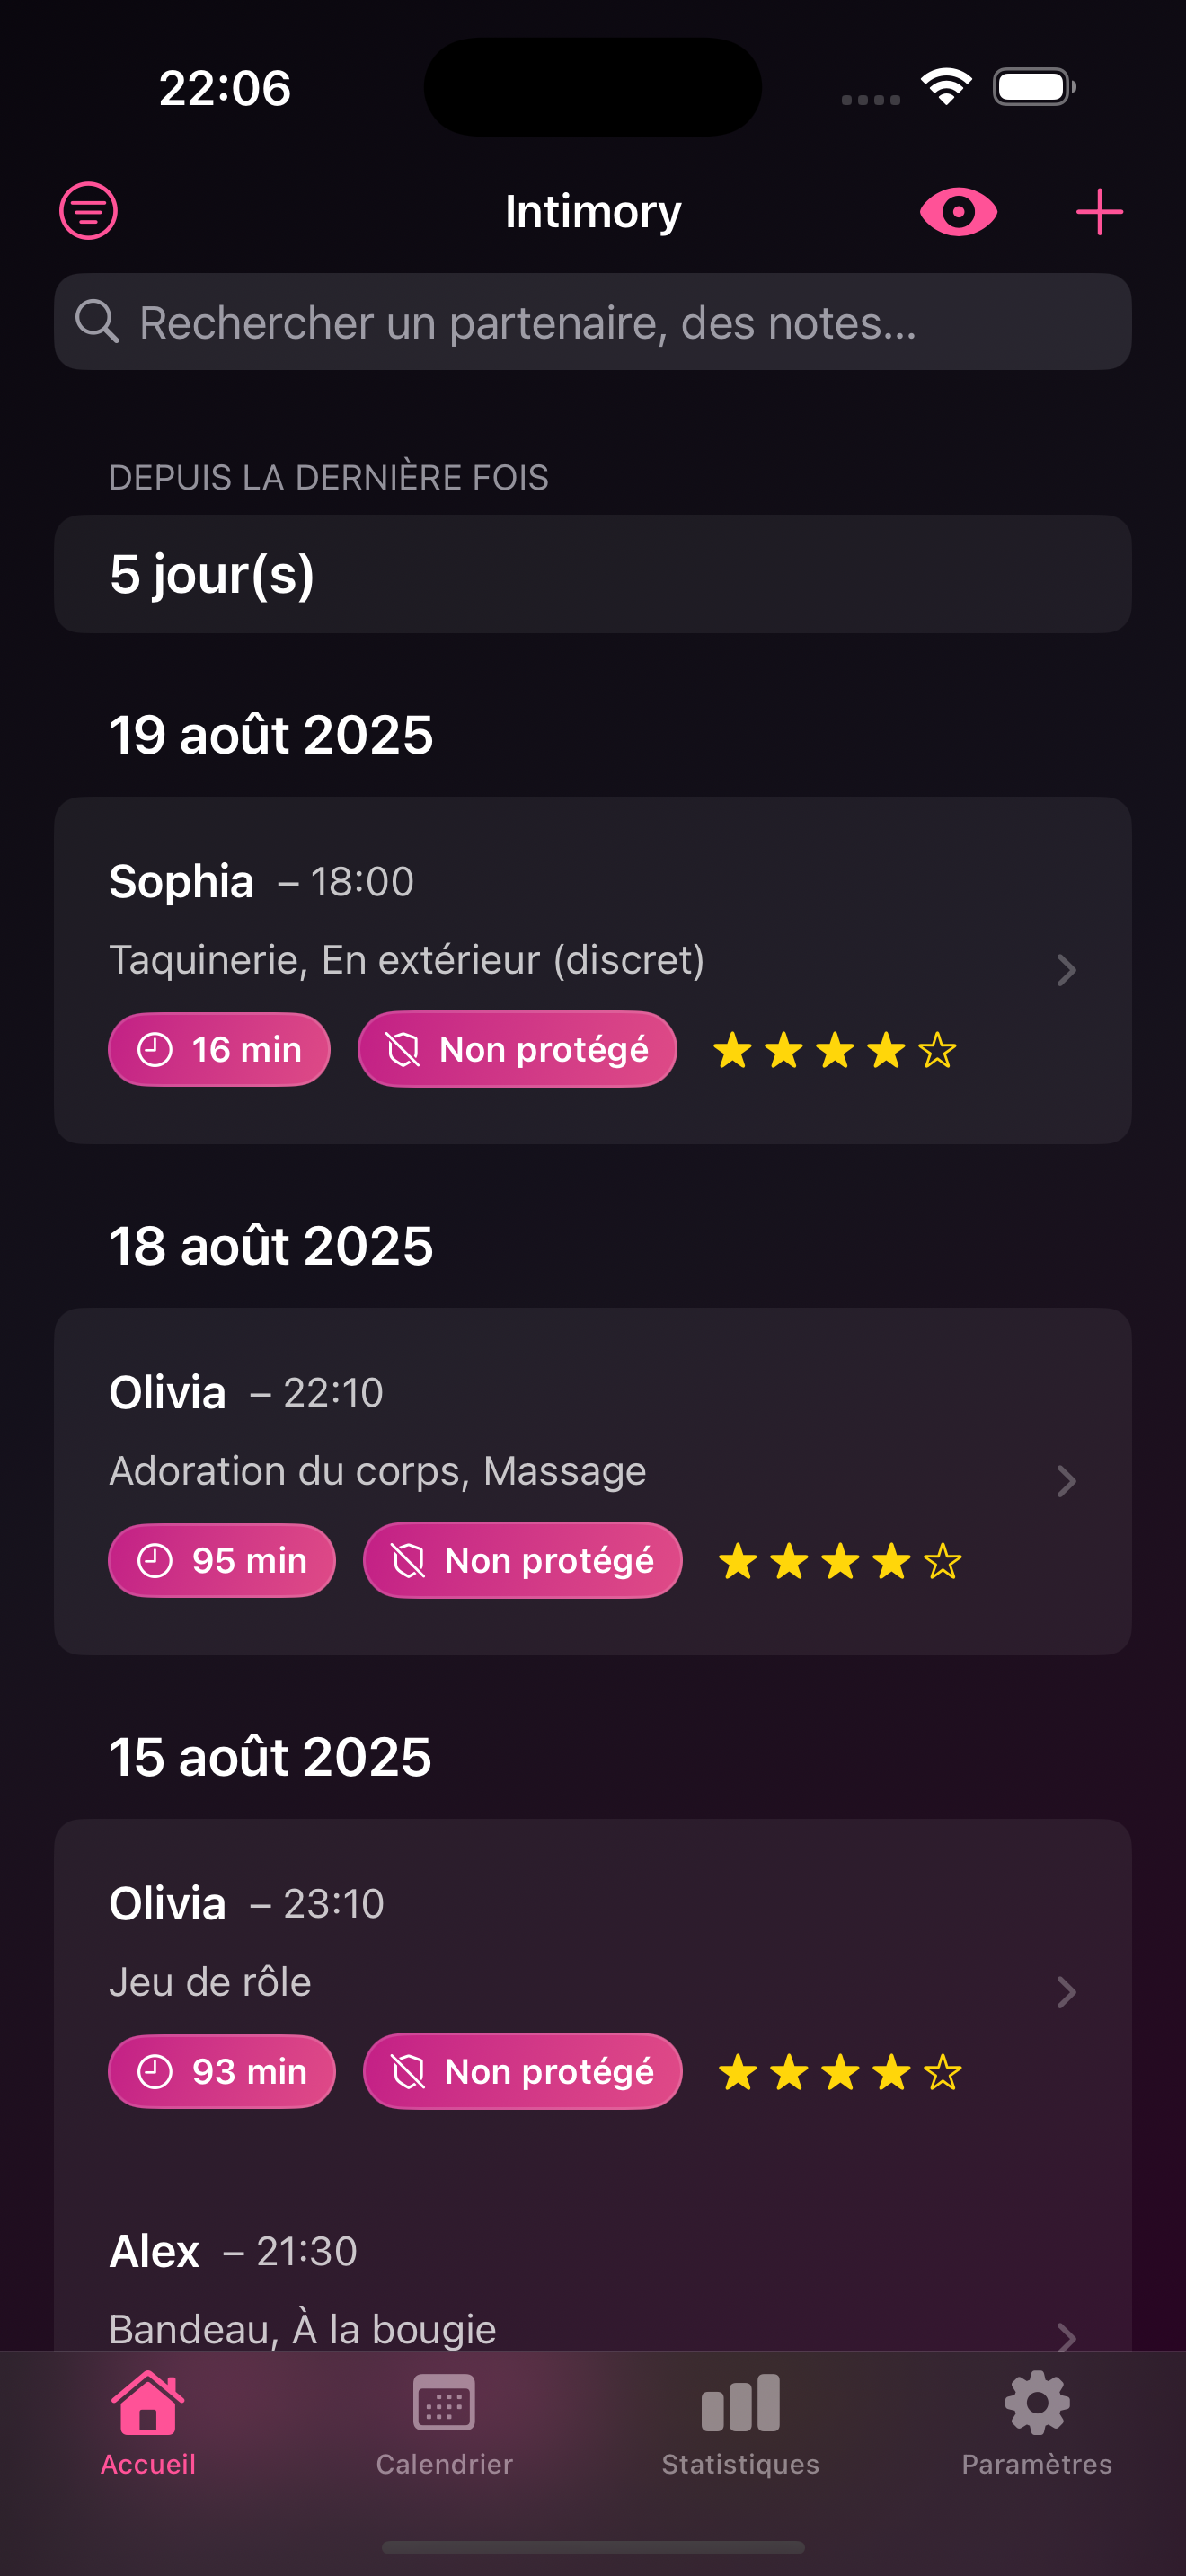 22:06
Intimory
Rechercher un partenaire, des notes...
DEPUIS LA DERNIÈRE FOIS
5 jour(s)
19 août 2025
Sophia – 18:00
Taquinerie, En extérieur (discret)
16 min Non protégé
18 août 2025
Olivia – 22:10
Adoration du corps, Massage
95 min Non protégé
15 août 2025
Olivia – 23:10
Jeu de rôle
93 min Non protégé
Alex – 21:30
Bandeau, À la bougie
Accueil Calendrier Statistiques Paramètres